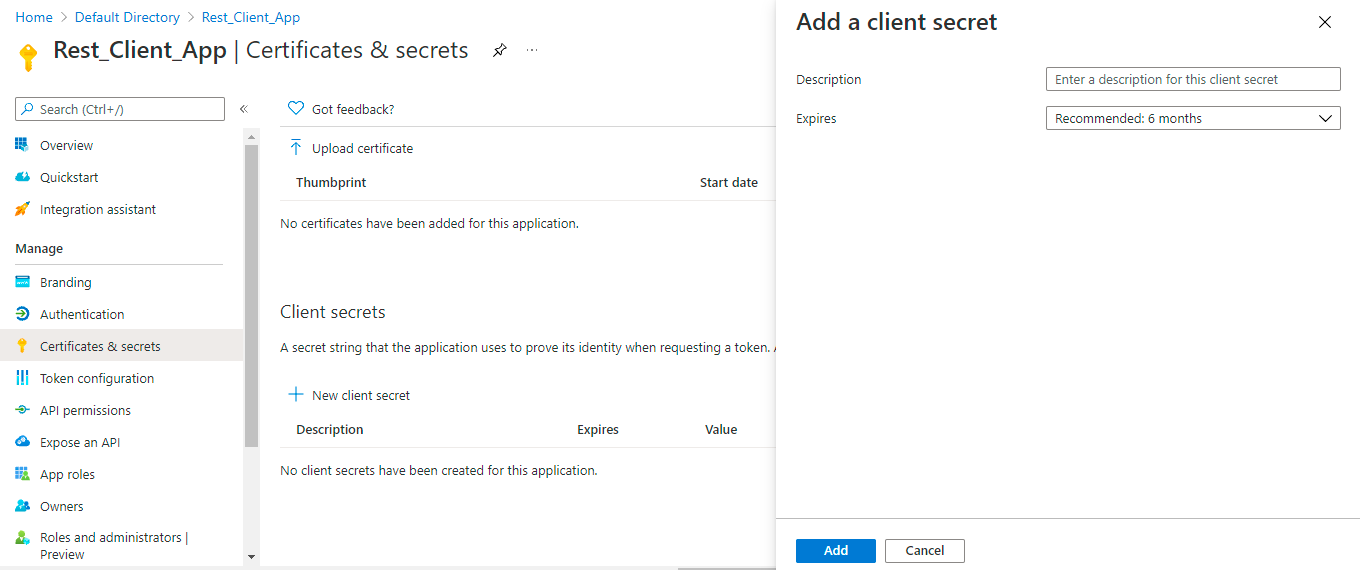 Home > Default Directory > Rest_Client_App
Rest_Client_App | Certificates & secrets
Search (Ctrl+/)
Overview
Quickstart
Integration assistant
Manage
Branding
Authentication
Certificates & secrets
Token configuration
API permissions
Expose an API
App roles
Owners
Roles and administrators |
Preview
Got feedback?
Upload certificate
Thumbprint Start date
No certificates have been added for this application.
Client secrets
A secret string that the application uses to prove its identity when requesting a token.
New client secret
Description Expires Value
No client secrets have been created for this application.
Add a client secret
Description Enter a description for this client secret
Expires Recommended: 6 months
Add Cancel